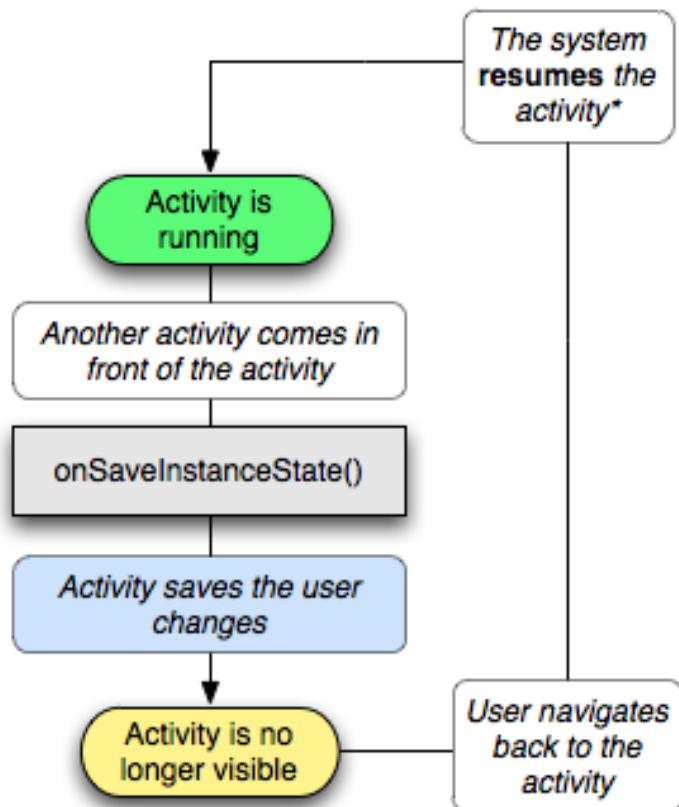 The system
resumes the
activity*
Activity is
running
Another activity comes in
front of the activity
onSaveInstanceState()
Activity saves the user
changes
Activity is no
longer visible
User navigates
back to the
activity